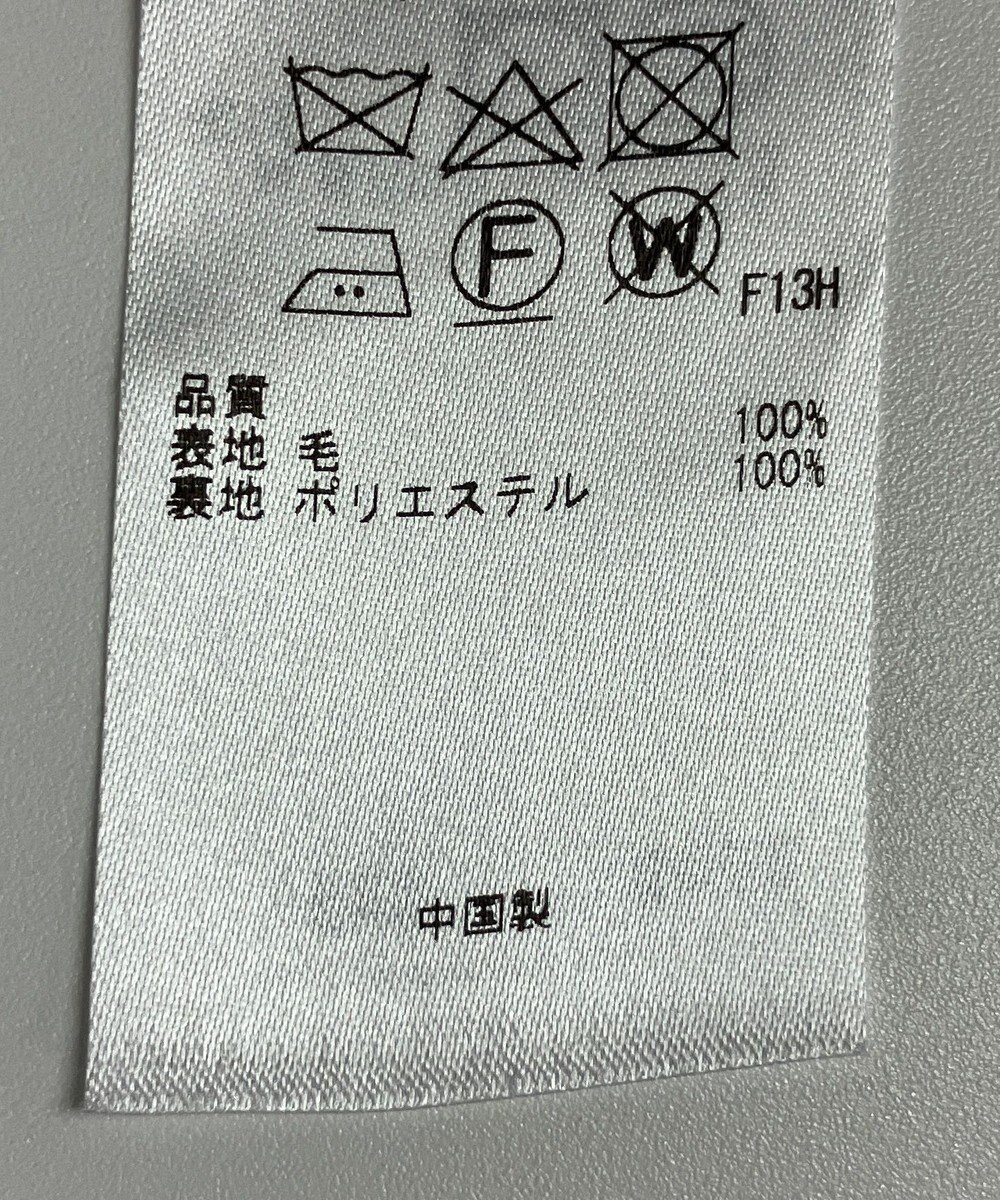 F
W
F13H
品質
表地 毛 100%
裏地 ポリエステル 100%
中国製